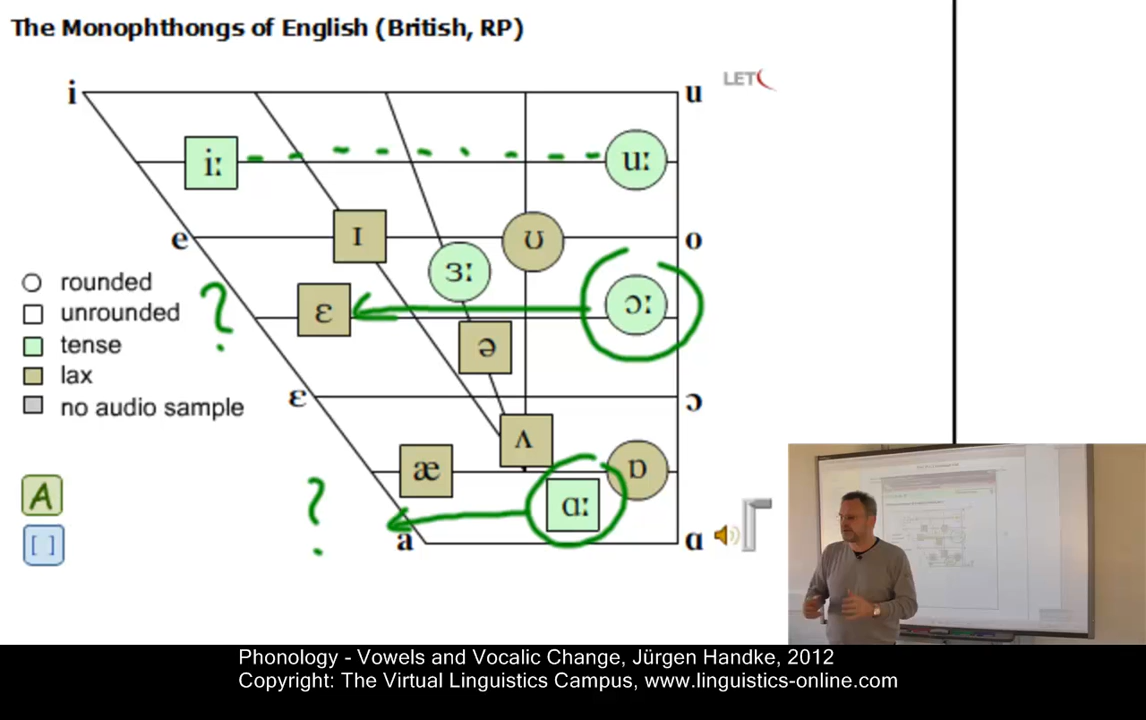 The Monophthongs of English (British, RP)
LET
i
u
iː
uː
e
ɪ
ʊ
o
ɜː
○ rounded
□ unrounded
?
ɛ
ɔː
tense
ə
lax
ɛ
ɔ
no audio sample
ʌ
æ
ɒ
A
?
ɑː
[ ]
a
ɑ
Phonology - Vowels and Vocalic Change, Jürgen Handke, 2012
Copyright: The Virtual Linguistics Campus, www.linguistics-online.com